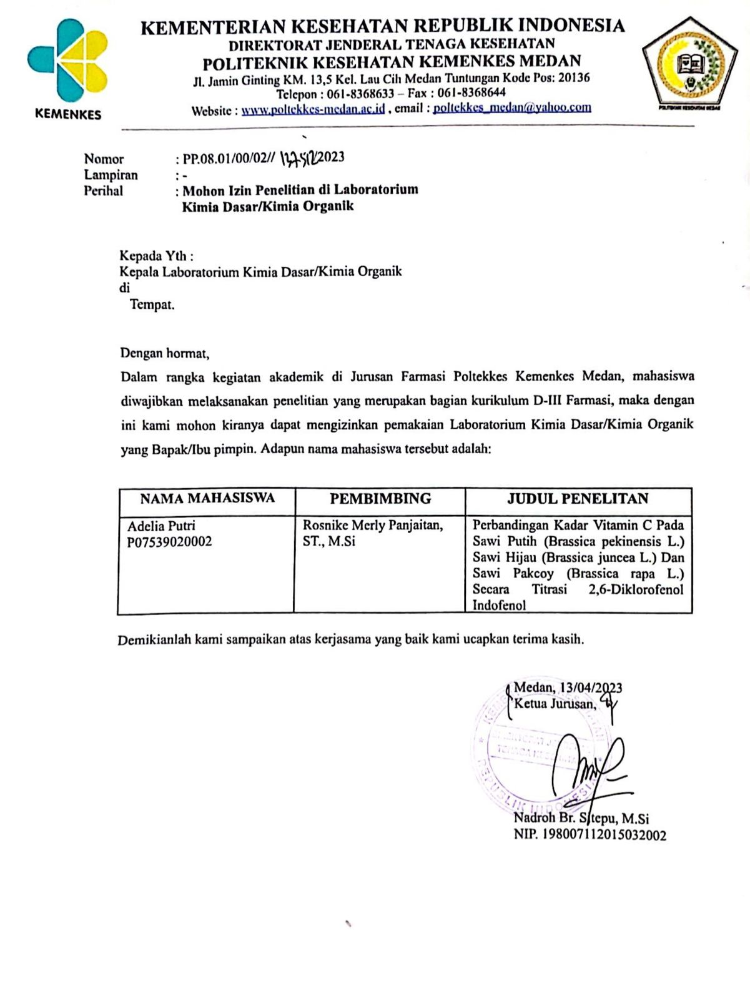 KEMENTERIAN KESEHATAN REPUBLIK INDONESIA
DIREKTORAT JENDERAL TENAGA KESEHATAN
POLITEKNIK KESEHATAN KEMENKES MEDAN
Jl. Jamin Ginting KM. 13,5 Kel. Lau Cih Medan Tuntungan Kode Pos: 20136
Telepon : 061-8368633 – Fax : 061-8368644
Website : www.poltekkes-medan.ac.id , email : poltekkes_medan@yahoo.com
KEMENKES
POLITEKNIK KESEHATAN MEDAN
Nomor : PP.08.01/00/02// /2023
Lampiran : -
Perihal : Mohon Izin Penelitian di Laboratorium
Kimia Dasar/Kimia Organik
Kepada Yth :
Kepala Laboratorium Kimia Dasar/Kimia Organik
di
Tempat.
Dengan hormat,
Dalam rangka kegiatan akademik di Jurusan Farmasi Poltekkes Kemenkes Medan, mahasiswa
diwajibkan melaksanakan penelitian yang merupakan bagian kurikulum D-III Farmasi, maka dengan
ini kami mohon kiranya dapat mengizinkan pemakaian Laboratorium Kimia Dasar/Kimia Organik
yang Bapak/Ibu pimpin. Adapun nama mahasiswa tersebut adalah:
NAMA MAHASISWA PEMBIMBING JUDUL PENELITAN
Adelia Putri
P07539020002
Rosnike Merly Panjaitan,
ST., M.Si
Perbandingan Kadar Vitamin C Pada
Sawi Putih (Brassica pekinensis L.)
Sawi Hijau (Brassica juncea L.) Dan
Sawi Pakcoy (Brassica rapa L.)
Secara Titrasi 2,6-Diklorofenol
Indofenol
Demikianlah kami sampaikan atas kerjasama yang baik kami ucapkan terima kasih.
Medan, 13/04/2023
Ketua Jurusan,
REPUBLIK INDONESIA
Nadroh Br. Sitepu, M.Si
NIP. 198007112015032002